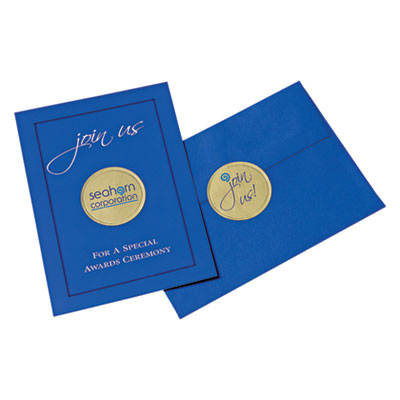 join us
seahorn
corporation
For A Special
Awards Ceremony
Join
us!